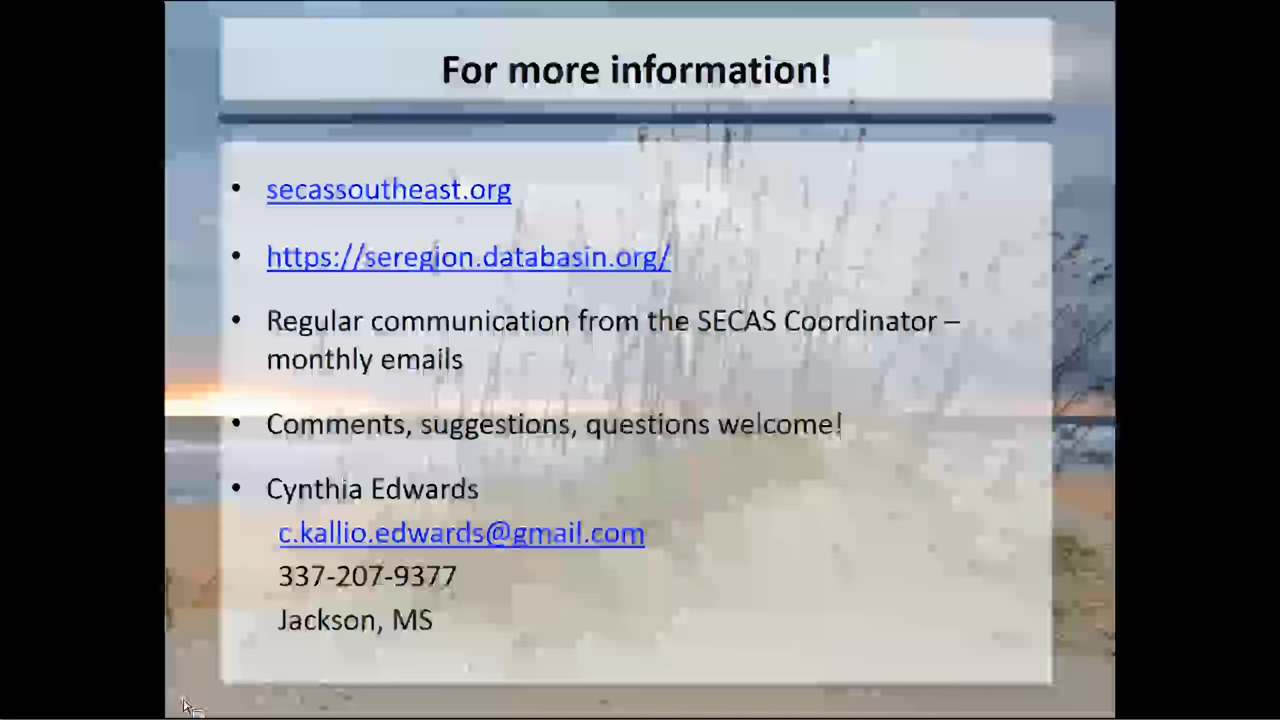 For more information!
• secassoutheast.org
• https://seregion.databasin.org/
• Regular communication from the SECAS Coordinator –
monthly emails
• Comments, suggestions, questions welcome!
• Cynthia Edwards
c.kallio.edwards@gmail.com
337-207-9377
Jackson, MS